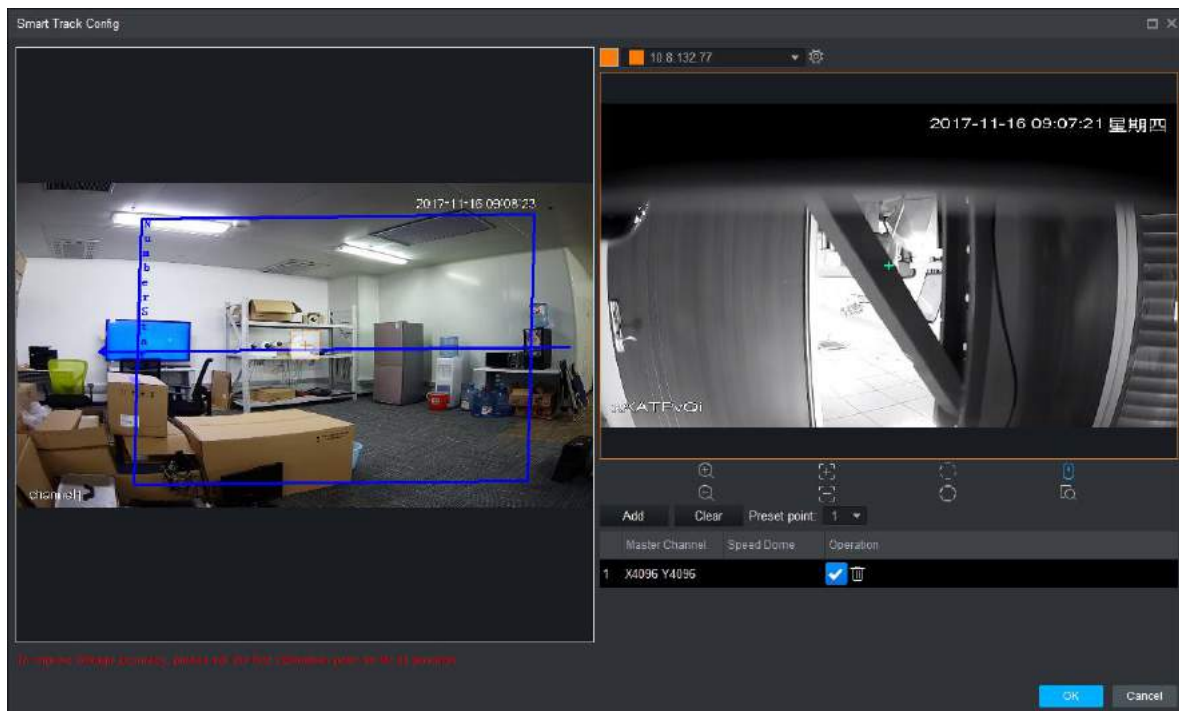 Smart Track Config
10.8.132.77
2017-11-16 09:07:21 星期四
2017-11-16 09:08:23
NumberSta
Add
Clear
Preset point:
1
Master Channel
Speed Dome
Operation
1
X4096 Y4096
OK
Cancel